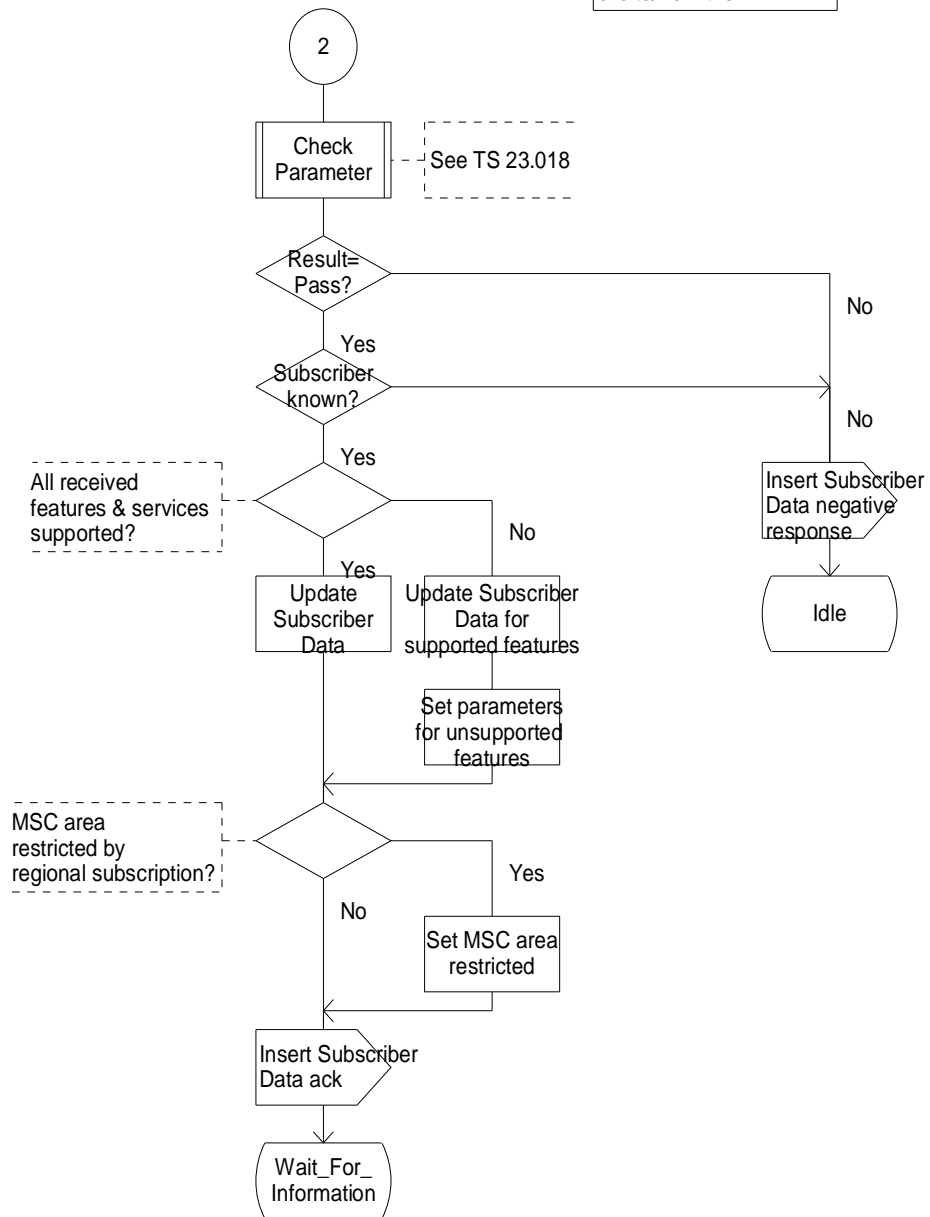 2
Check
Parameter
See TS 23.018
Result=
Pass?
No
Yes
Subscriber
known?
No
Yes
All received
features & services
supported?
No
Yes
Insert Subscriber
Data negative
response
Update
Subscriber
Data
Update Subscriber
Data for
supported features
Idle
Set parameters
for unsupported
features
MSC area
restricted by
regional subscription?
Yes
No
Set MSC area
restricted
Insert Subscriber
Data ack
Wait_For_
Information